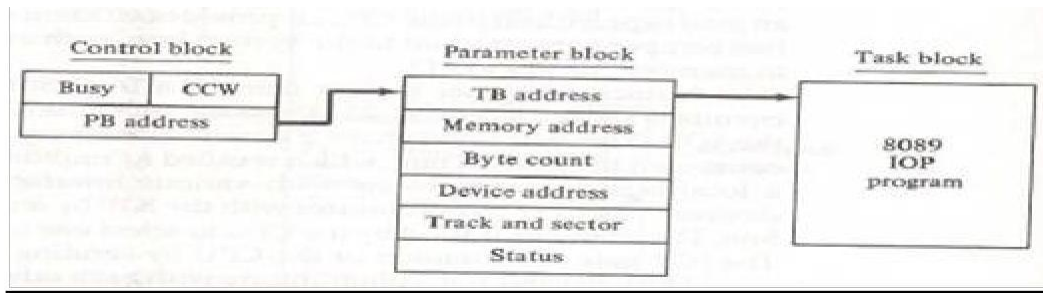 Control block
Busy CCW
PB address
Parameter block
TB address
Memory address
Byte count
Device address
Track and sector
Status
Task block
8089
IOP
program